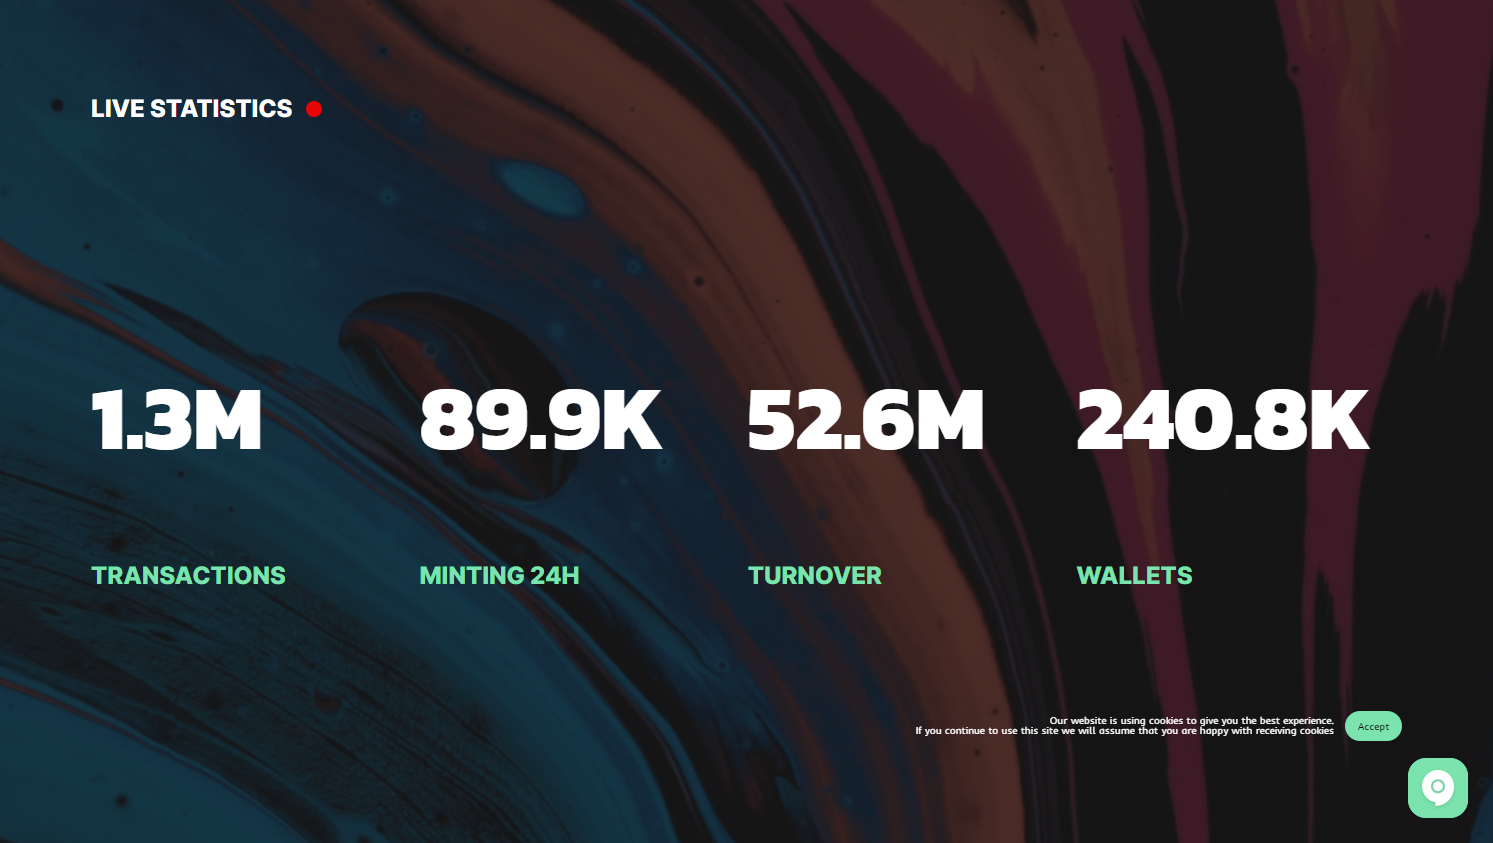 LIVE STATISTICS
1.3M
89.9K
52.6M
240.8K
TRANSACTIONS
MINTING 24H
TURNOVER
WALLETS
Our website is using cookies to give you the best experience.
If you continue to use this site we will assume that you are happy with receiving cookies
Accept